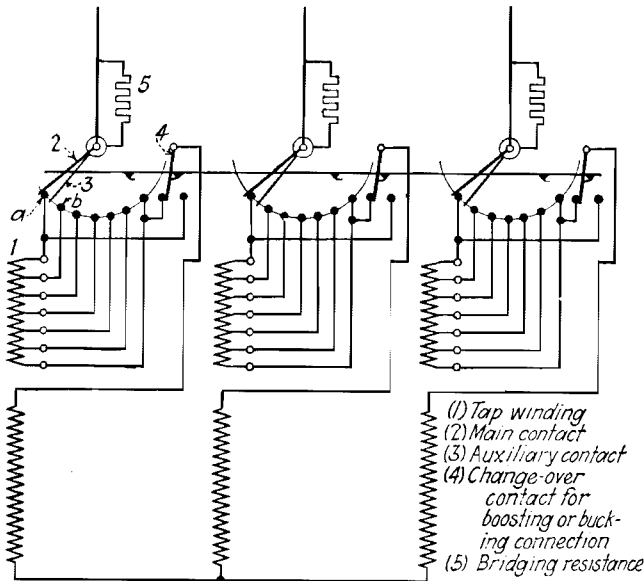 5
2
4
3
a
b
1
(1) Tap winding
(2) Main contact
(3) Auxiliary contact
(4) Change-over
contact for
boosting or buck-
ing connection
(5) Bridging resistance